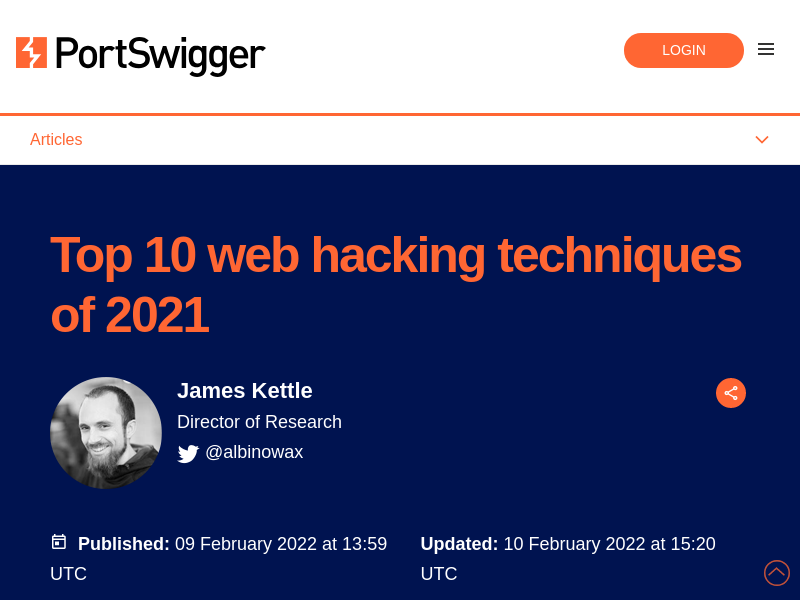 PortSwigger
LOGIN
Articles
Top 10 web hacking techniques
of 2021
James Kettle
Director of Research
@albinowax
Published: 09 February 2022 at 13:59
UTC
Updated: 10 February 2022 at 15:20
UTC